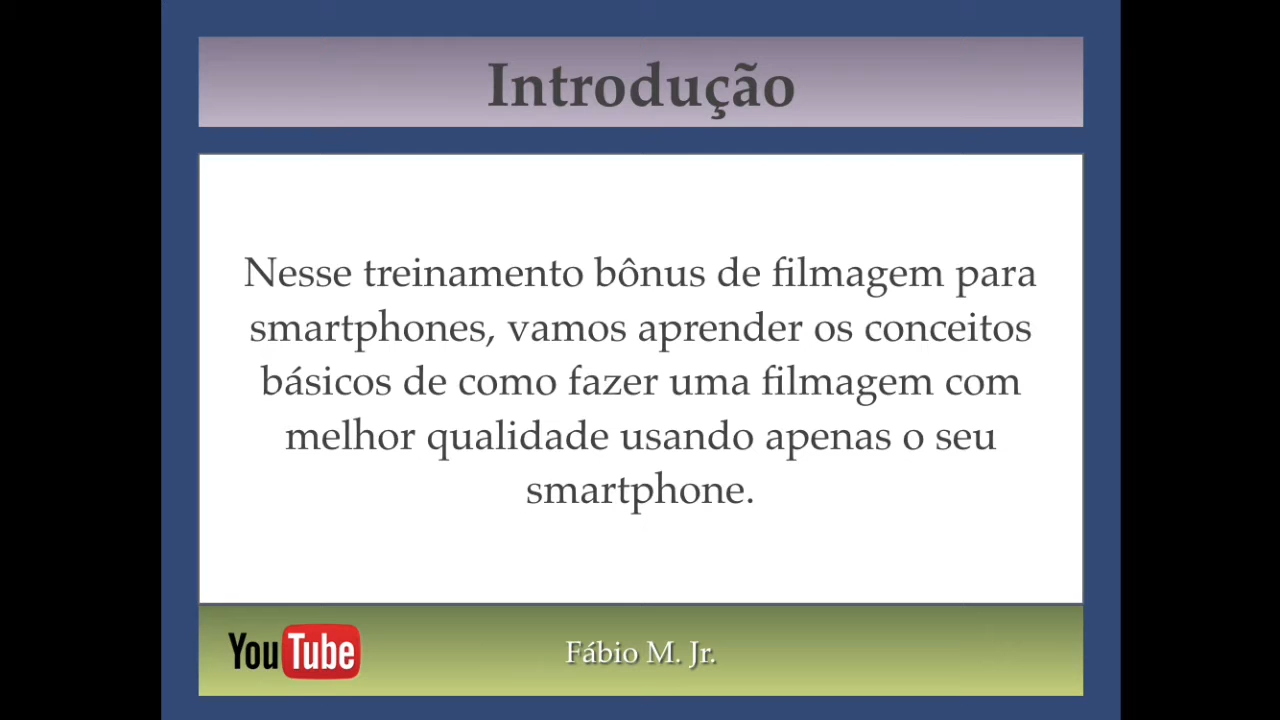 Introdução
Nesse treinamento bônus de filmagem para
smartphones, vamos aprender os conceitos
básicos de como fazer uma filmagem com
melhor qualidade usando apenas o seu
smartphone.
YouTube
Fábio M. Jr.